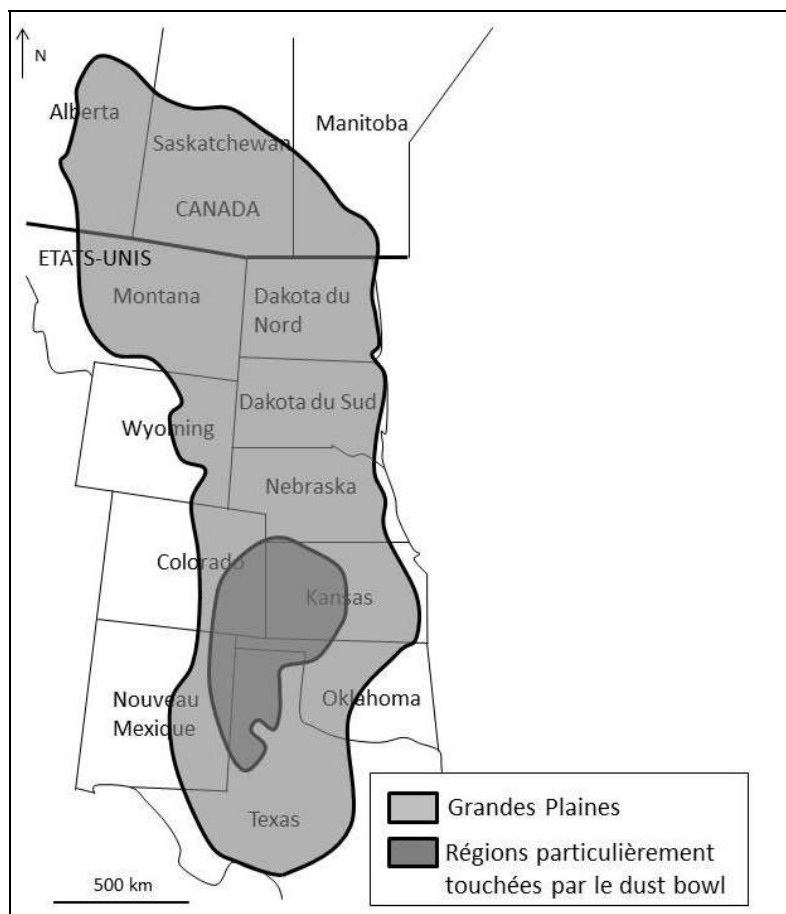 N
Alberta
Manitoba
Saskatchewan
CANADA
ETATS-UNIS
Montana
Dakota du
Nord
Dakota du Sud
Wyoming
Nebraska
Colorado
Kansas
Nouveau
Mexique
Oklahoma
Texas
Grandes Plaines
Régions particulièrement
touchées par le dust bowl
500 km